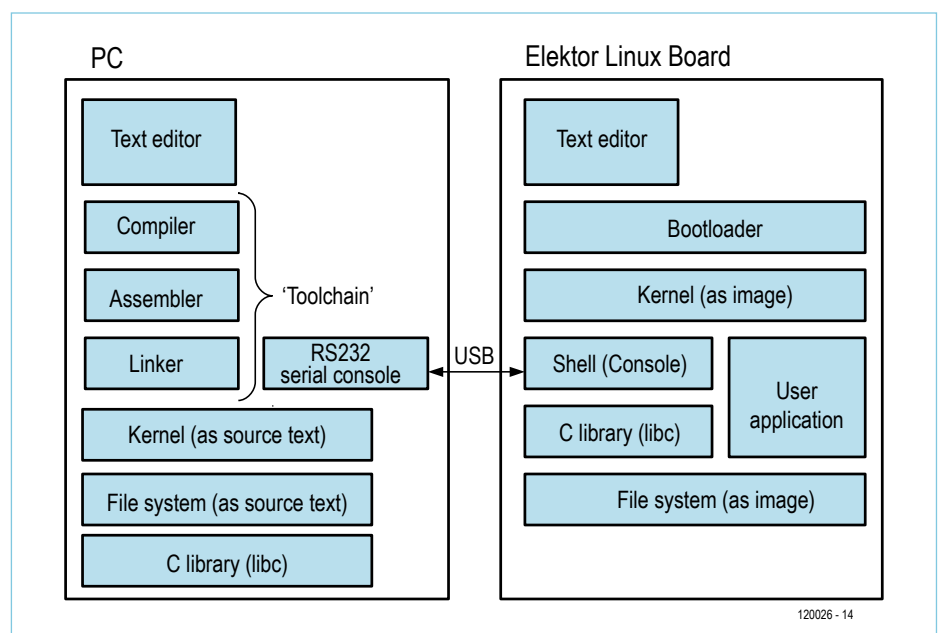 PC
Text editor
Compiler
Assembler
Linker
‘Toolchain’
RS232
serial console
Kernel (as source text)
File system (as source text)
C library (libc)
USB
Elektor Linux Board
Text editor
Bootloader
Kernel (as image)
Shell (Console)
C library (libc)
User
application
File system (as image)
120026 - 14